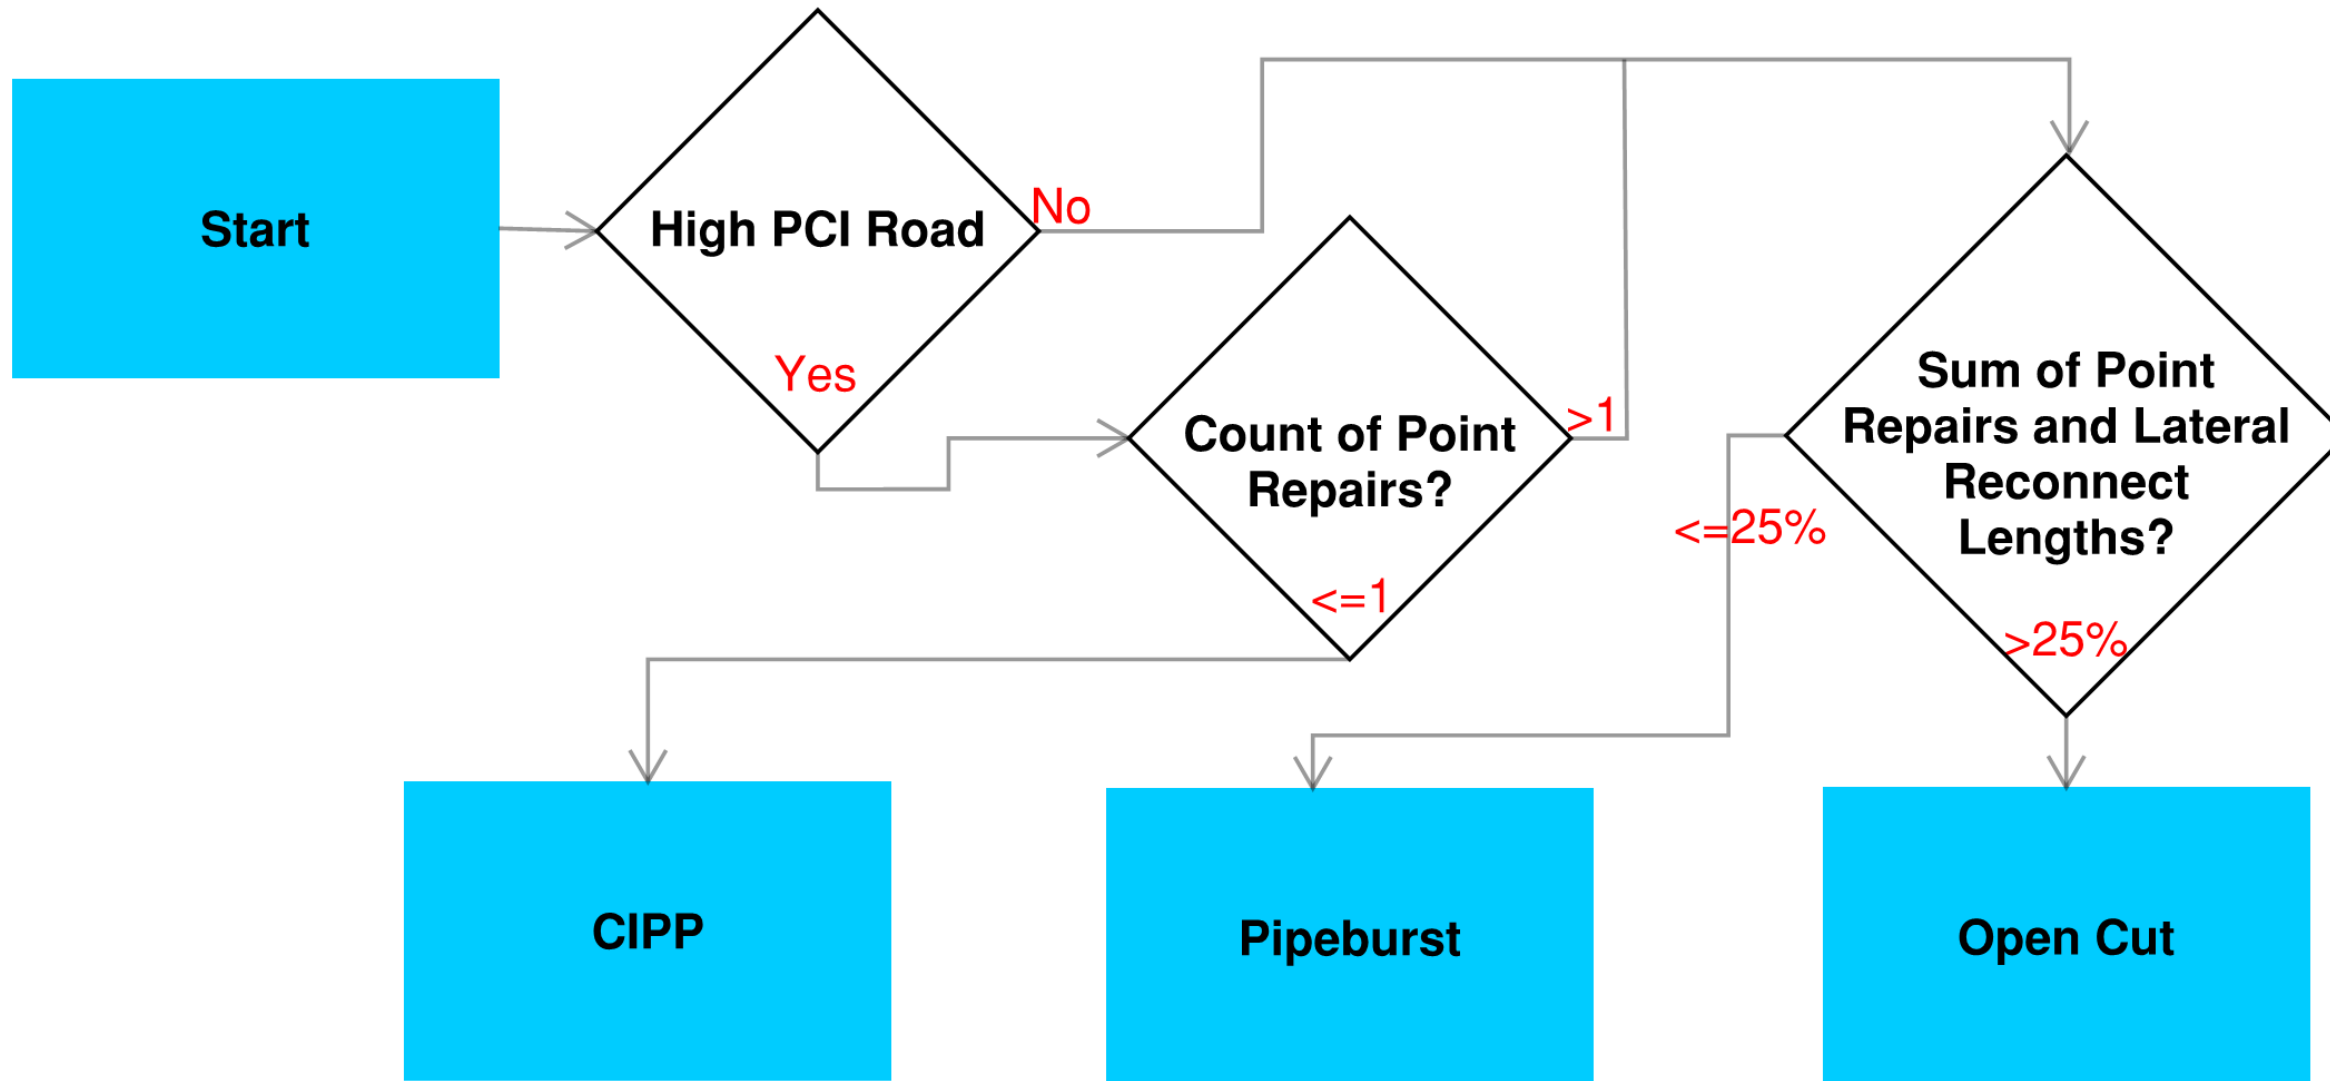 Start
High PCI Road
No
Yes
Count of Point
Repairs?
>1
<=1
Sum of Point
Repairs and Lateral
Reconnect
Lengths?
<=25%
>25%
CIPP
Pipeburst
Open Cut